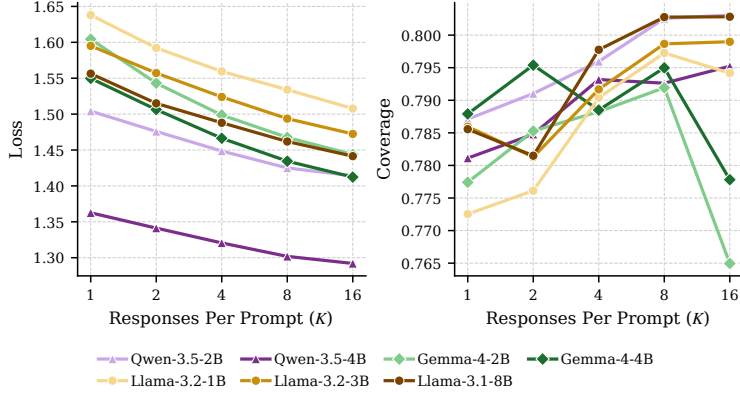 1.65
1.60
1.55
1.50
1.45
1.40
1.35
1.30
Loss
1 2 4 8 16
Responses Per Prompt (K)
0.800
0.795
0.790
0.785
0.780
0.775
0.770
0.765
Coverage
1 2 4 8 16
Responses Per Prompt (K)
Qwen-3.5-2B Qwen-3.5-4B Gemma-4-2B Gemma-4-4B
Llama-3.2-1B Llama-3.2-3B Llama-3.1-8B